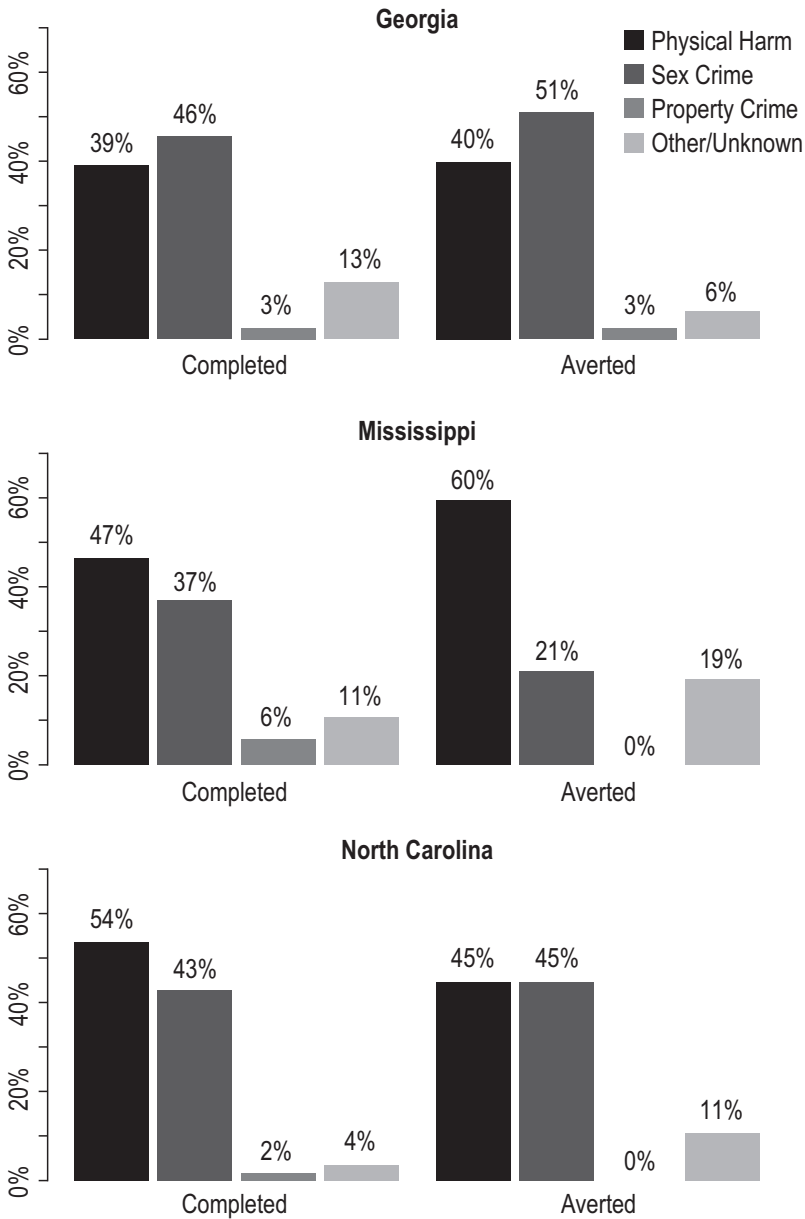 Georgia
Physical Harm
Sex Crime
Property Crime
Other/Unknown
0%
20%
40%
60%
39%
46%
3%
13%
40%
51%
3%
6%
Completed
Averted
Mississippi
0%
20%
40%
60%
47%
37%
6%
11%
60%
21%
0%
19%
Completed
Averted
North Carolina
0%
20%
40%
60%
54%
43%
2%
4%
45%
45%
0%
11%
Completed
Averted